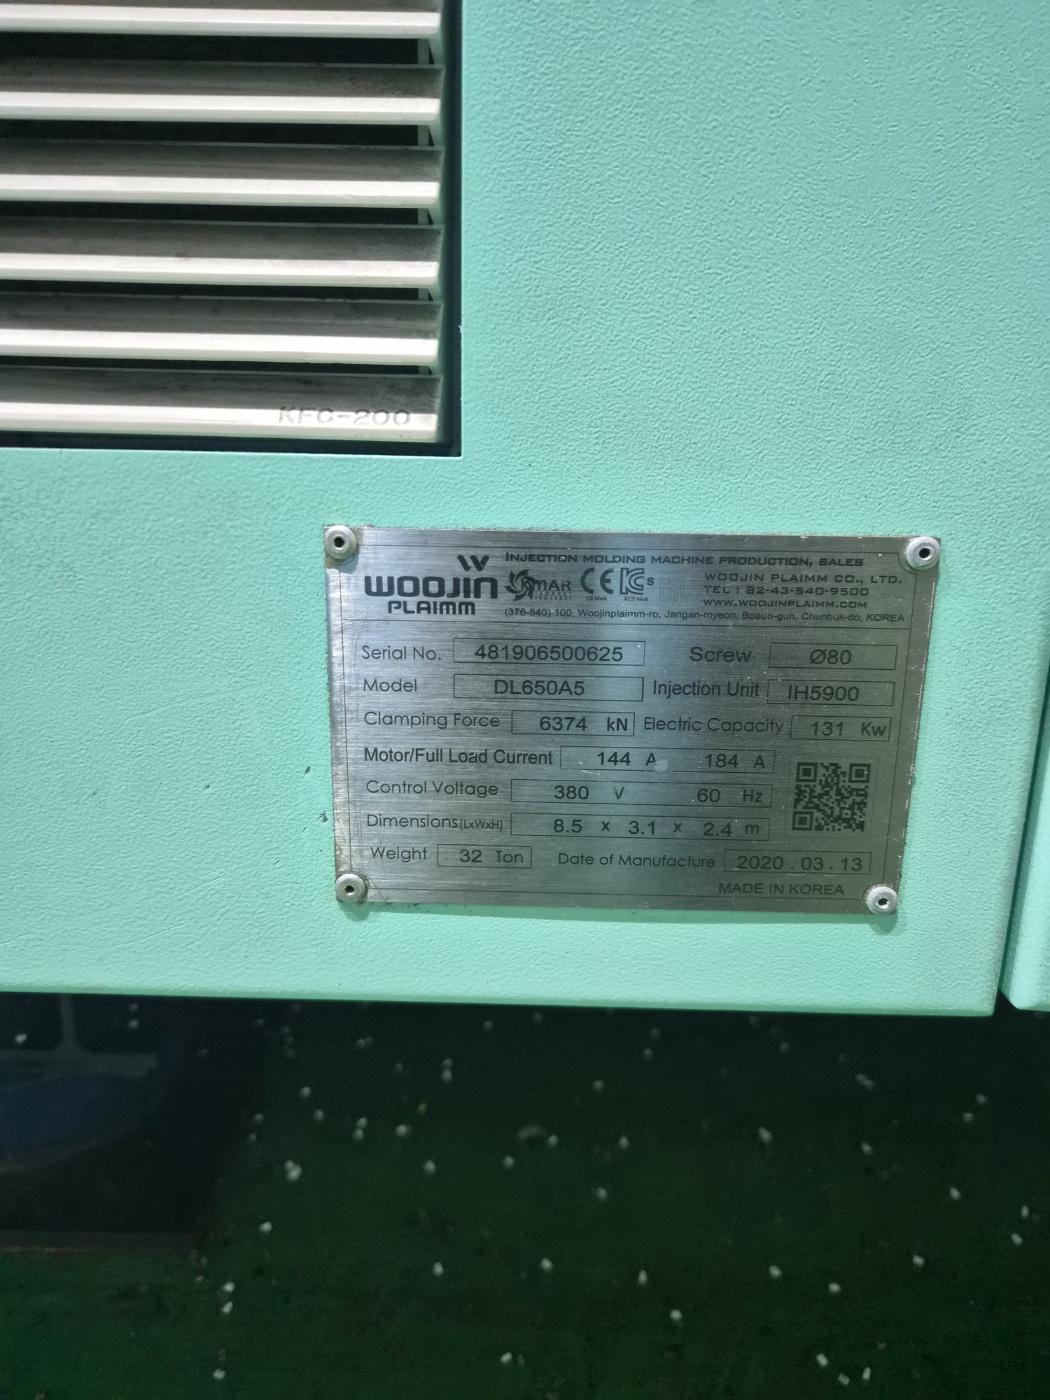 KFC-200
INJECTION MOLDING MACHINE PRODUCTION, SALES
WOOJIN
PLAIMM
CE
WOOJIN PLAIMM CO., LTD.
TEL : 82-43-540-9500
WWW.WOOJINPLAIMM.COM
(376-840) 100, Woojinplaimm-ro, Jangan-myeon, Boeun-gun, Chunbuk-do, KOREA
Serial No. 481906500625 Screw Ø80
Model DL650A5 Injection Unit IH5900
Clamping Force 6374 kN Electric Capacity 131 Kw
Motor/Full Load Current 144 A 184 A
Control Voltage 380 V 60 Hz
Dimensions(LxWxH) 8.5 x 3.1 x 2.4 m
Weight 32 Ton Date of Manufacture 2020 . 03 . 13
MADE IN KOREA